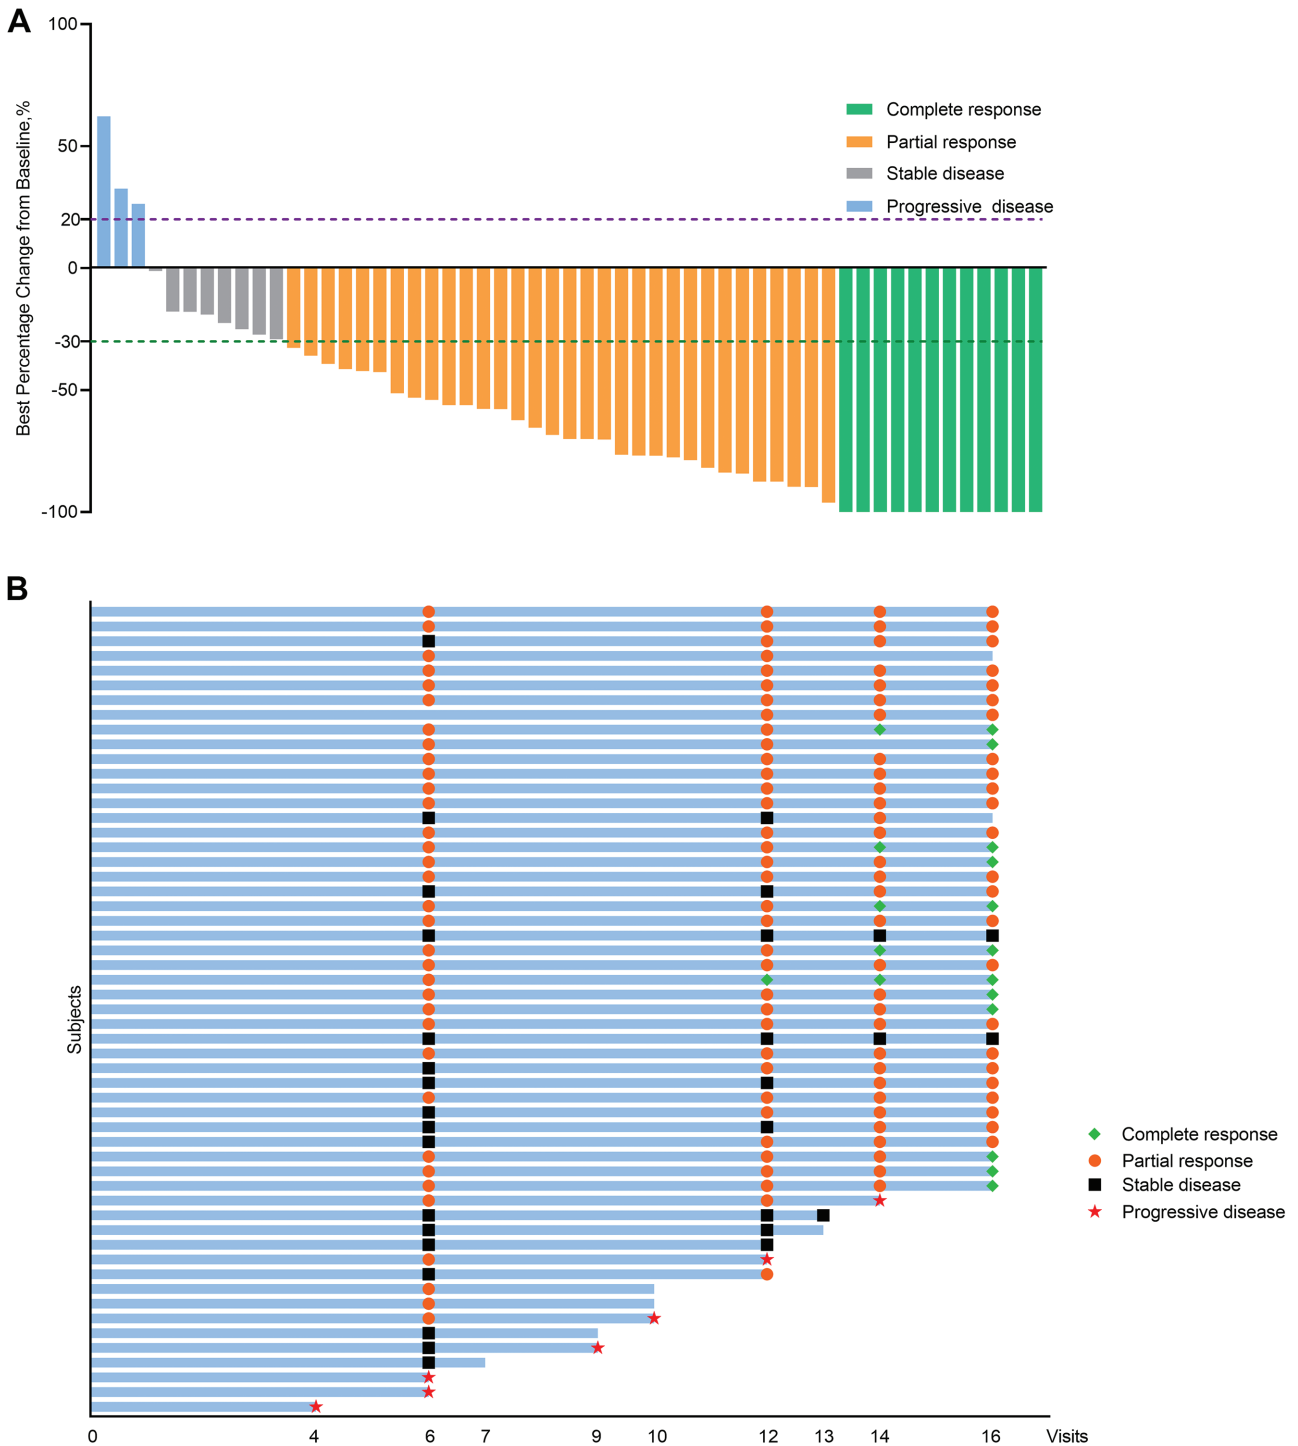 A
100
50
20
0
-30
-50
-100
Best Percentage Change from Baseline,%
Complete response
Partial response
Stable disease
Progressive  disease
B
Subjects
Complete response
Partial response
Stable disease
Progressive disease
0 4 6 7 9 10 12 13 14 16 Visits